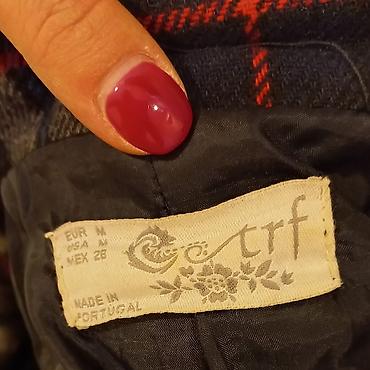 EUR M
USA M
MEX 28
trf
MADE IN
PORTUGAL